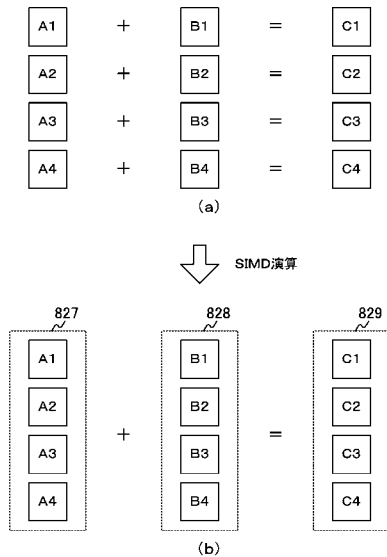 A1 + B1 = C1
A2 + B2 = C2
A3 + B3 = C3
A4 + B4 = C4
(a)
SIMD演算
827 828 829
A1 B1 C1
A2 B2 C2
+ =
A3 B3 C3
A4 B4 C4
(b)